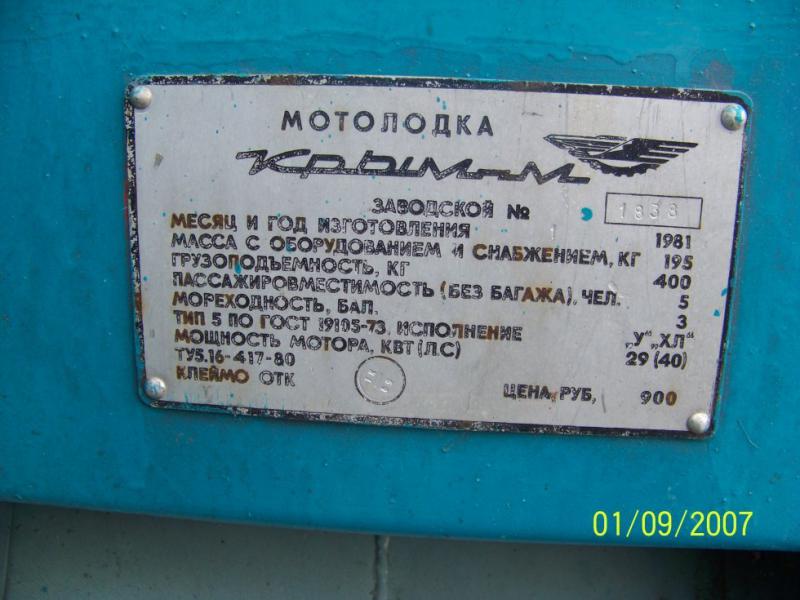 МОТОЛОДКА
Крым-М
ЗАВОДСКОЙ № 1838
МЕСЯЦ И ГОД ИЗГОТОВЛЕНИЯ 1 1981
МАССА С ОБОРУДОВАНИЕМ И СНАБЖЕНИЕМ, КГ 195
ГРУЗОПОДЪЕМНОСТЬ, КГ 400
ПАССАЖИРОВМЕСТИМОСТЬ (БЕЗ БАГАЖА), ЧЕЛ. 5
МОРЕХОДНОСТЬ, БАЛ. 3
ТИП 5 ПО ГОСТ 19105-73, ИСПОЛНЕНИЕ „У“ „ХЛ“
МОЩНОСТЬ МОТОРА, КВТ (Л.С) 29 (40)
ТУ5.16-417-80
КЛЕЙМО ОТК ЦЕНА, РУБ, 900
01/09/2007